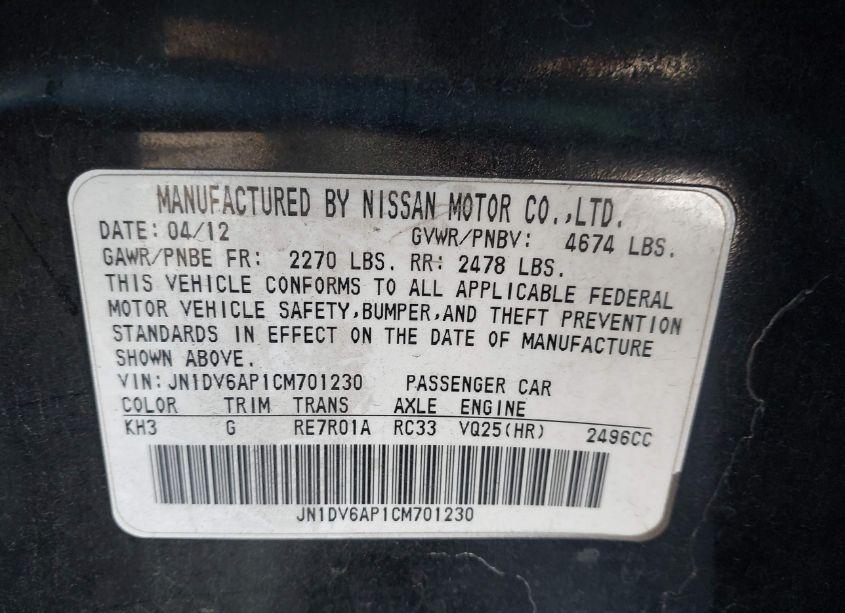 MANUFACTURED BY NISSAN MOTOR CO.,LTD.
DATE: 04/12 GVWR/PNBV: 4674 LBS.
GAWR/PNBE FR: 2270 LBS. RR: 2478 LBS.
THIS VEHICLE CONFORMS TO ALL APPLICABLE FEDERAL
MOTOR VEHICLE SAFETY,BUMPER,AND THEFT PREVENTION
STANDARDS IN EFFECT ON THE DATE OF MANUFACTURE
SHOWN ABOVE.
VIN: JN1DV6AP1CM701230 PASSENGER CAR
COLOR TRIM TRANS AXLE ENGINE
KH3 G RE7R01A RC33 VQ25(HR) 2496CC
JN1DV6AP1CM701230